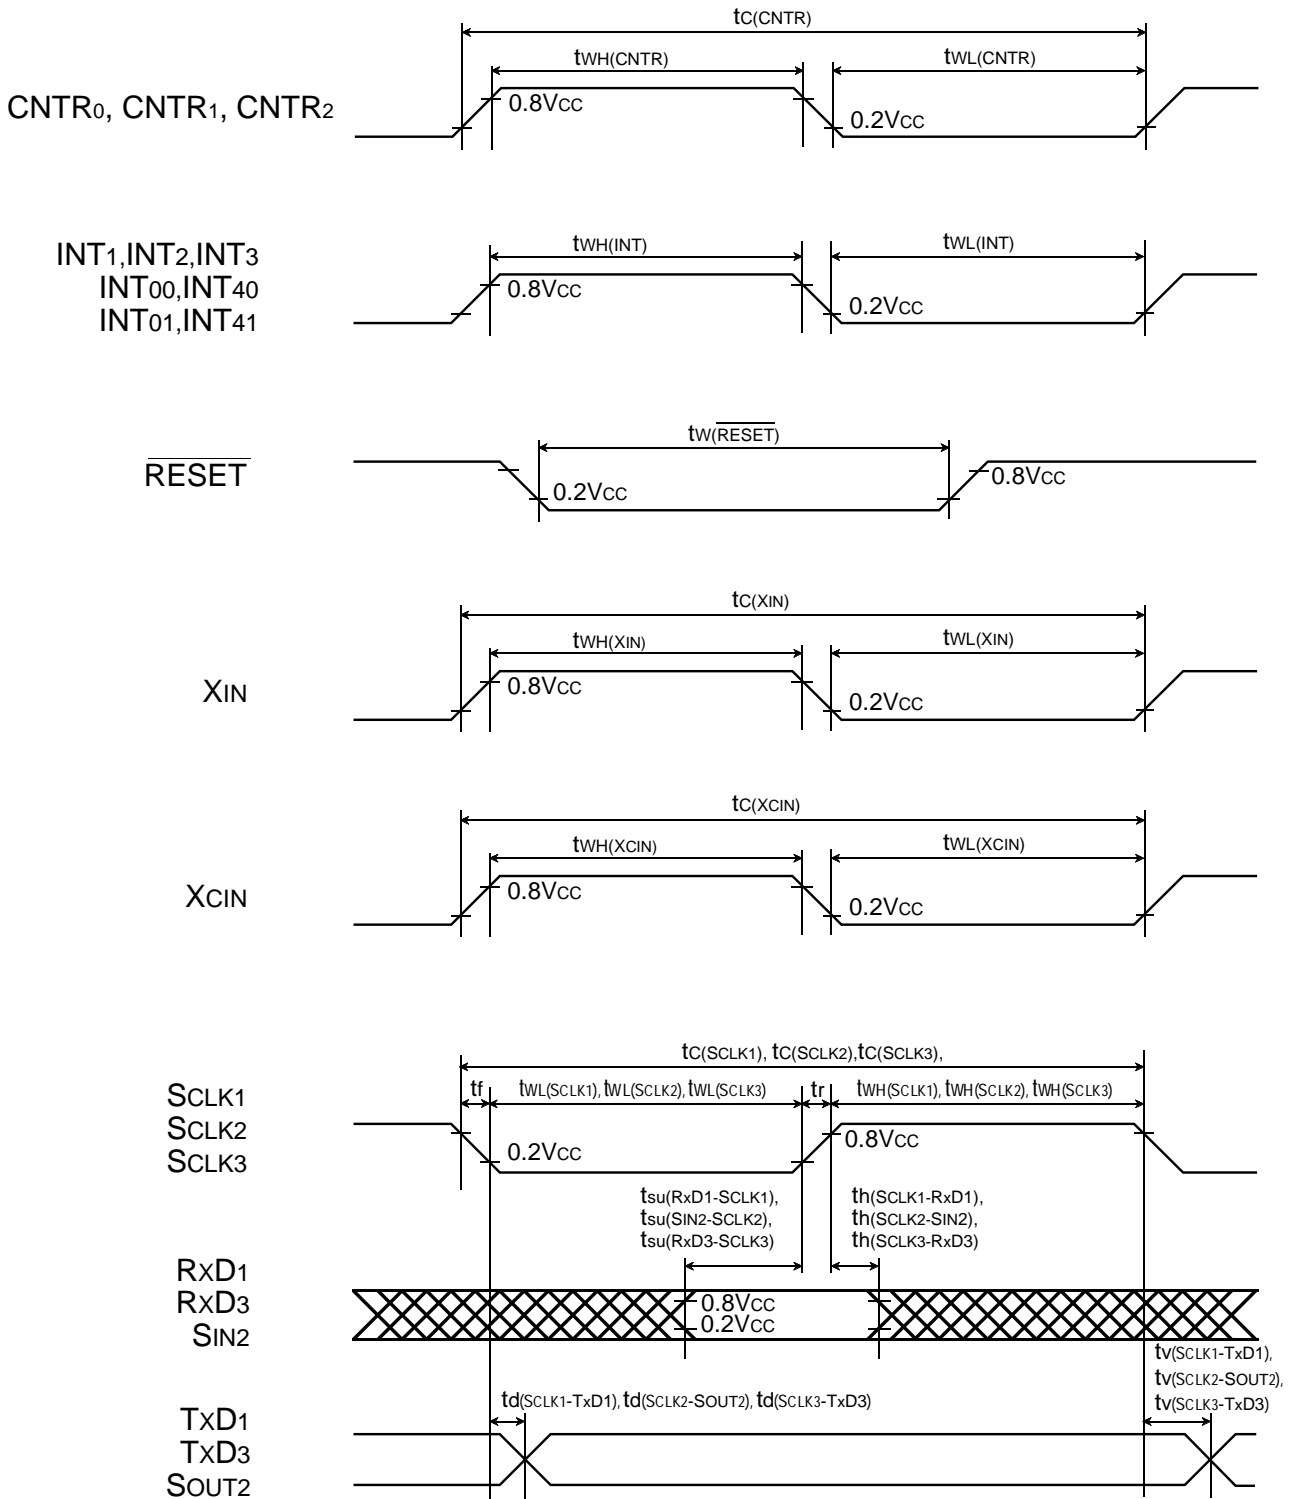 tC(CNTR)
tWH(CNTR) tWL(CNTR)
CNTR0, CNTR1, CNTR2
0.8VCC
0.2VCC
tWH(INT) tWL(INT)
INT1,INT2,INT3
INT00,INT40
INT01,INT41
0.8VCC
0.2VCC
tW(RESET)
RESET
0.2VCC
0.8VCC
tC(XIN)
tWH(XIN) tWL(XIN)
XIN
0.8VCC
0.2VCC
tC(XCIN)
tWH(XCIN) tWL(XCIN)
XCIN
0.8VCC
0.2VCC
tC(SCLK1), tC(SCLK2),tC(SCLK3),
tf tWL(SCLK1), tWL(SCLK2), tWL(SCLK3) tr tWH(SCLK1), tWH(SCLK2), tWH(SCLK3)
SCLK1
SCLK2
SCLK3
0.2VCC
0.8VCC
tsu(RxD1-SCLK1),
tsu(SIN2-SCLK2),
tsu(RxD3-SCLK3)
th(SCLK1-RxD1),
th(SCLK2-SIN2),
th(SCLK3-RxD3)
RXD1
RXD3
SIN2
0.8VCC
0.2VCC
tv(SCLK1-TxD1),
tv(SCLK2-SOUT2),
tv(SCLK3-TxD3)
td(SCLK1-TxD1), td(SCLK2-SOUT2), td(SCLK3-TxD3)
TXD1
TXD3
SOUT2